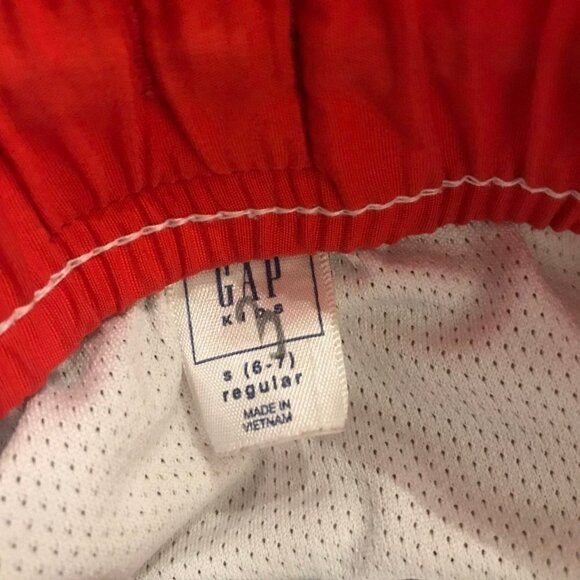 GAP
KIDS
S (6-7)
regular
MADE IN
VIETNAM